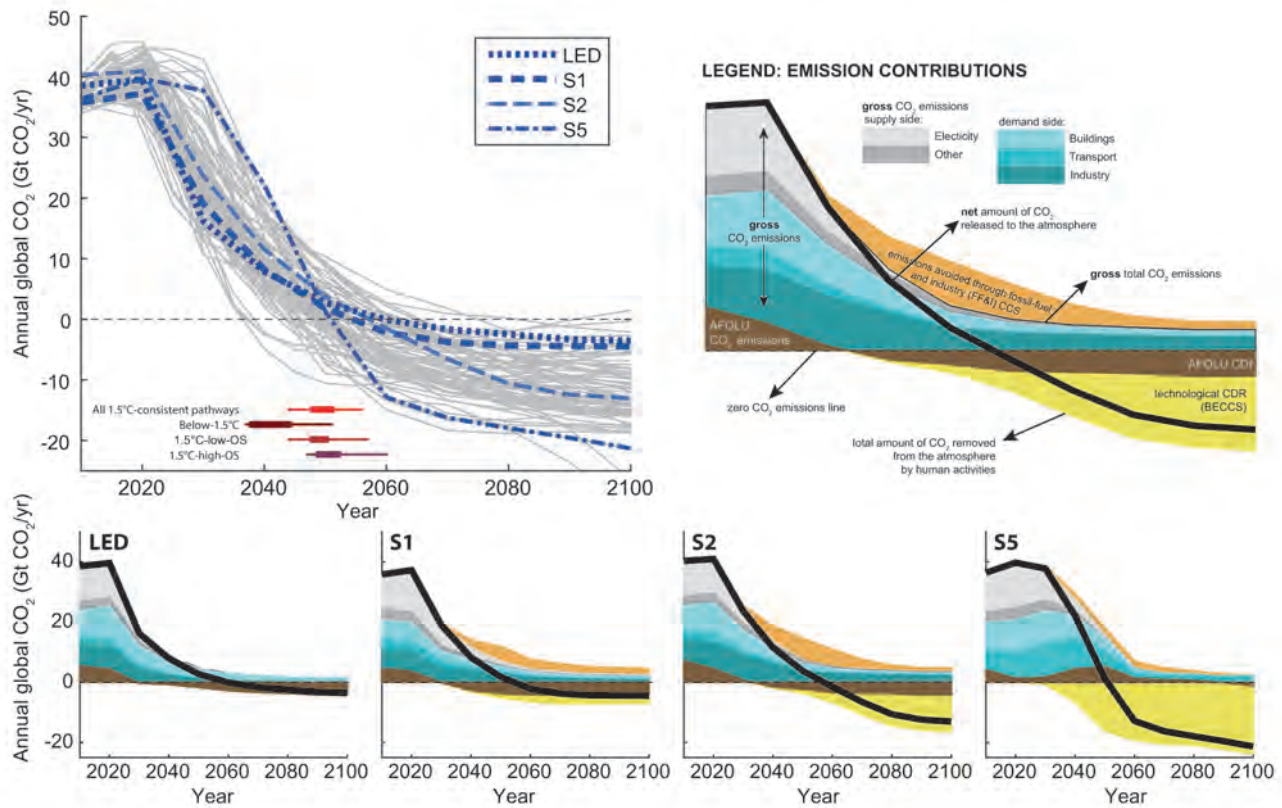 50
40
30
20
10
0
-10
-20
Annual global CO₂ (Gt CO₂/yr)
LED
S1
S2
S5
All 1.5°C-consistent pathways
Below-1.5°C
1.5°C-low-OS
1.5°C-high-OS
2020
2040
2060
2080
2100
Year
LEGEND: EMISSION CONTRIBUTIONS
gross CO₂ emissions
supply side:
Electicity
Other
demand side:
Buildings
Transport
Industry
gross
CO₂ emissions
net amount of CO₂
released to the atmosphere
emissions avoided through fossil-fuel
and industry (FF&I) CCS
gross total CO₂ emissions
AFOLU
CO₂ emissions
AFOLU CDR
zero CO₂ emissions line
technological CDR
(BECCS)
total amount of CO₂ removed
from the atmosphere
by human activities
Annual global CO₂ (Gt CO₂/yr)
40
20
0
-20
LED
2020 2040 2060 2080 2100
Year
S1
2020 2040 2060 2080 2100
Year
S2
2020 2040 2060 2080 2100
Year
S5
2020 2040 2060 2080 2100
Year